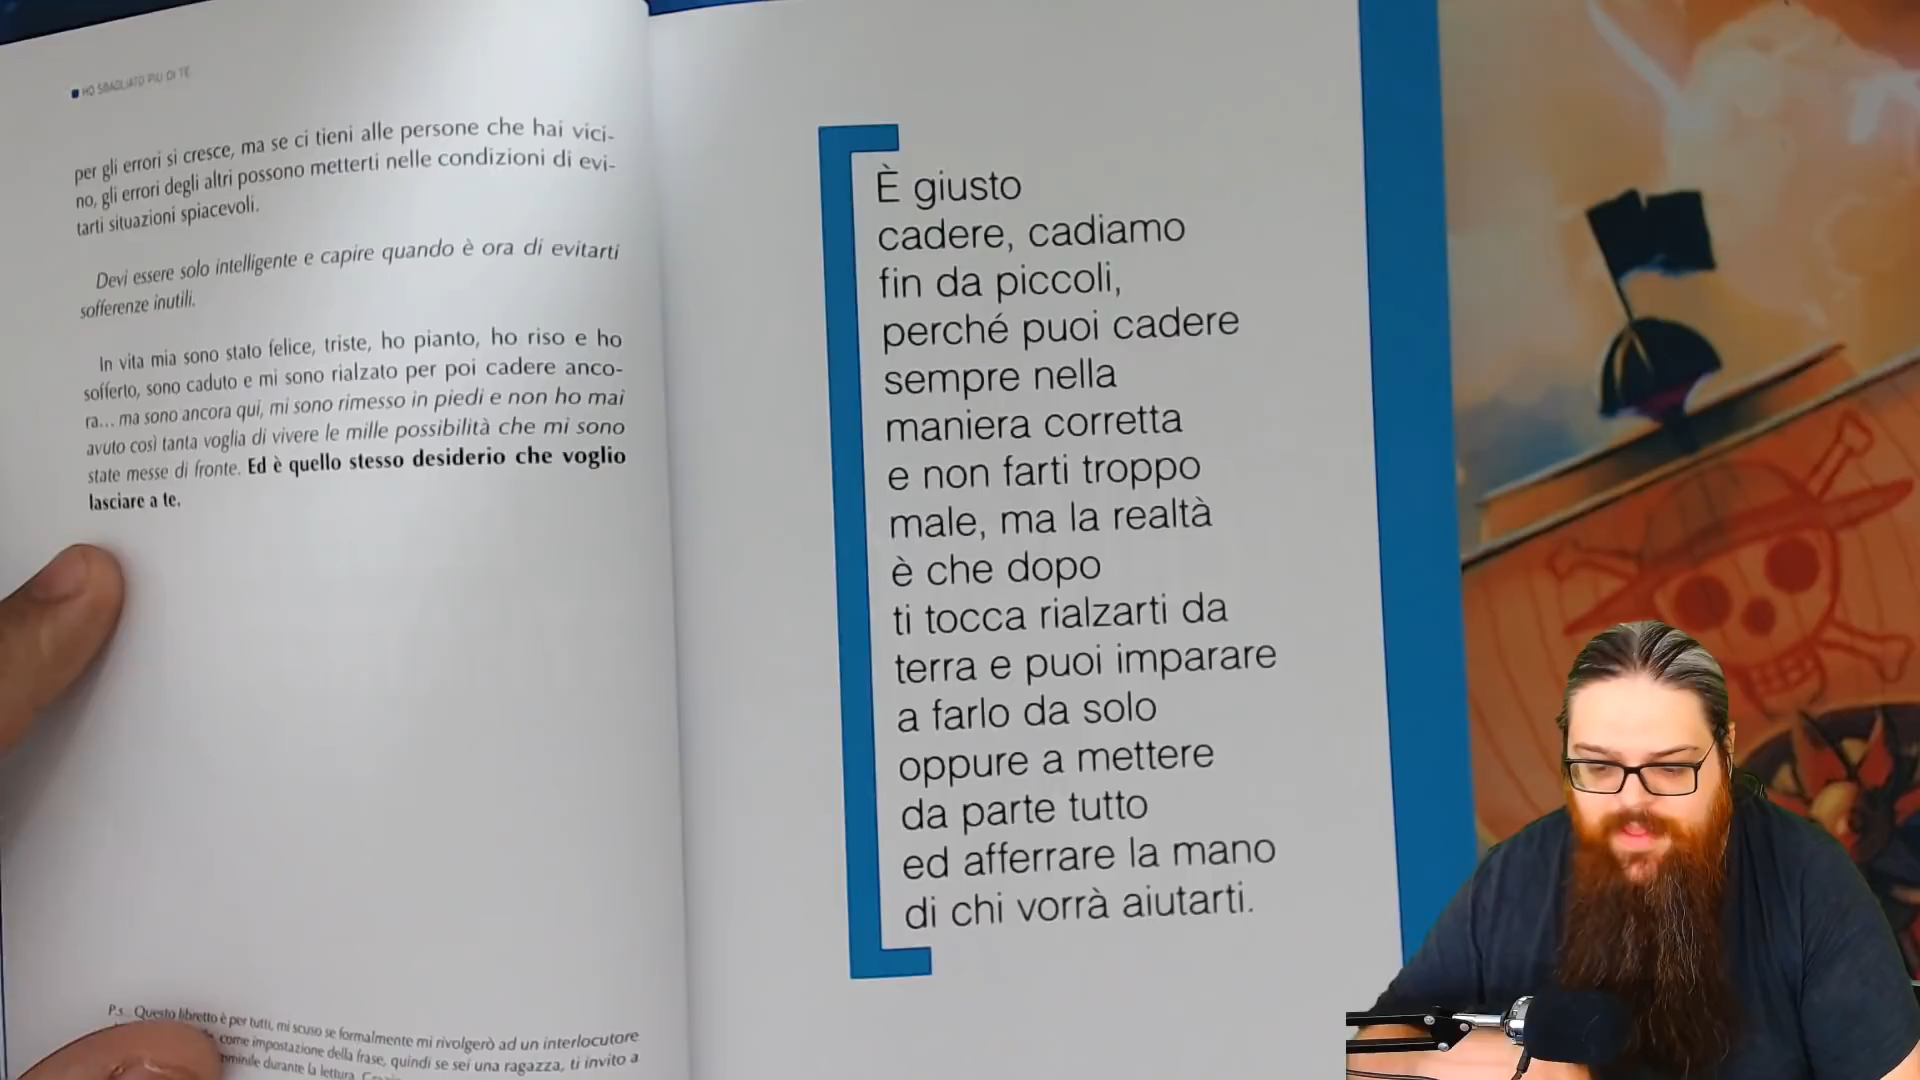 HO SBAGLIATO PIÙ DI TE
per gli errori si cresce, ma se ci tieni alle persone che hai vici-
no, gli errori degli altri possono metterti nelle condizioni di evi-
tarti situazioni spiacevoli.
Devi essere solo intelligente e capire quando è ora di evitarti
sofferenze inutili.
In vita mia sono stato felice, triste, ho pianto, ho riso e ho
sofferto, sono caduto e mi sono rialzato per poi cadere anco-
ra... ma sono ancora qui, mi sono rimesso in piedi e non ho mai
avuto così tanta voglia di vivere le mille possibilità che mi sono
state messe di fronte. Ed è quello stesso desiderio che voglio
lasciare a te.
P.s. Questo libretto è per tutti, mi scuso se formalmente mi rivolgerò ad un interlocutore
come impostazione della frase, quindi se sei una ragazza, ti invito a
durante la lettura.
È giusto
cadere, cadiamo
fin da piccoli,
perché puoi cadere
sempre nella
maniera corretta
e non farti troppo
male, ma la realtà
è che dopo
ti tocca rialzarti da
terra e puoi imparare
a farlo da solo
oppure a mettere
da parte tutto
ed afferrare la mano
di chi vorrà aiutarti.